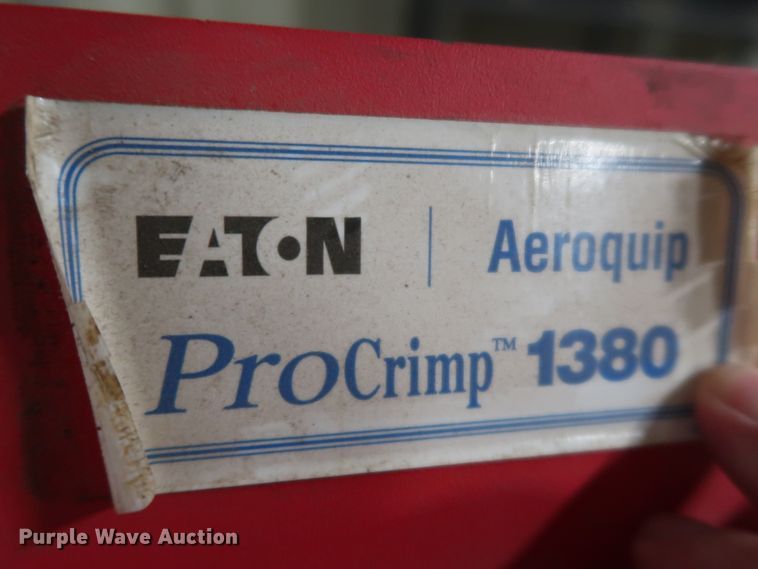 EATON | Aeroquip
ProCrimp™ 1380
Purple Wave Auction